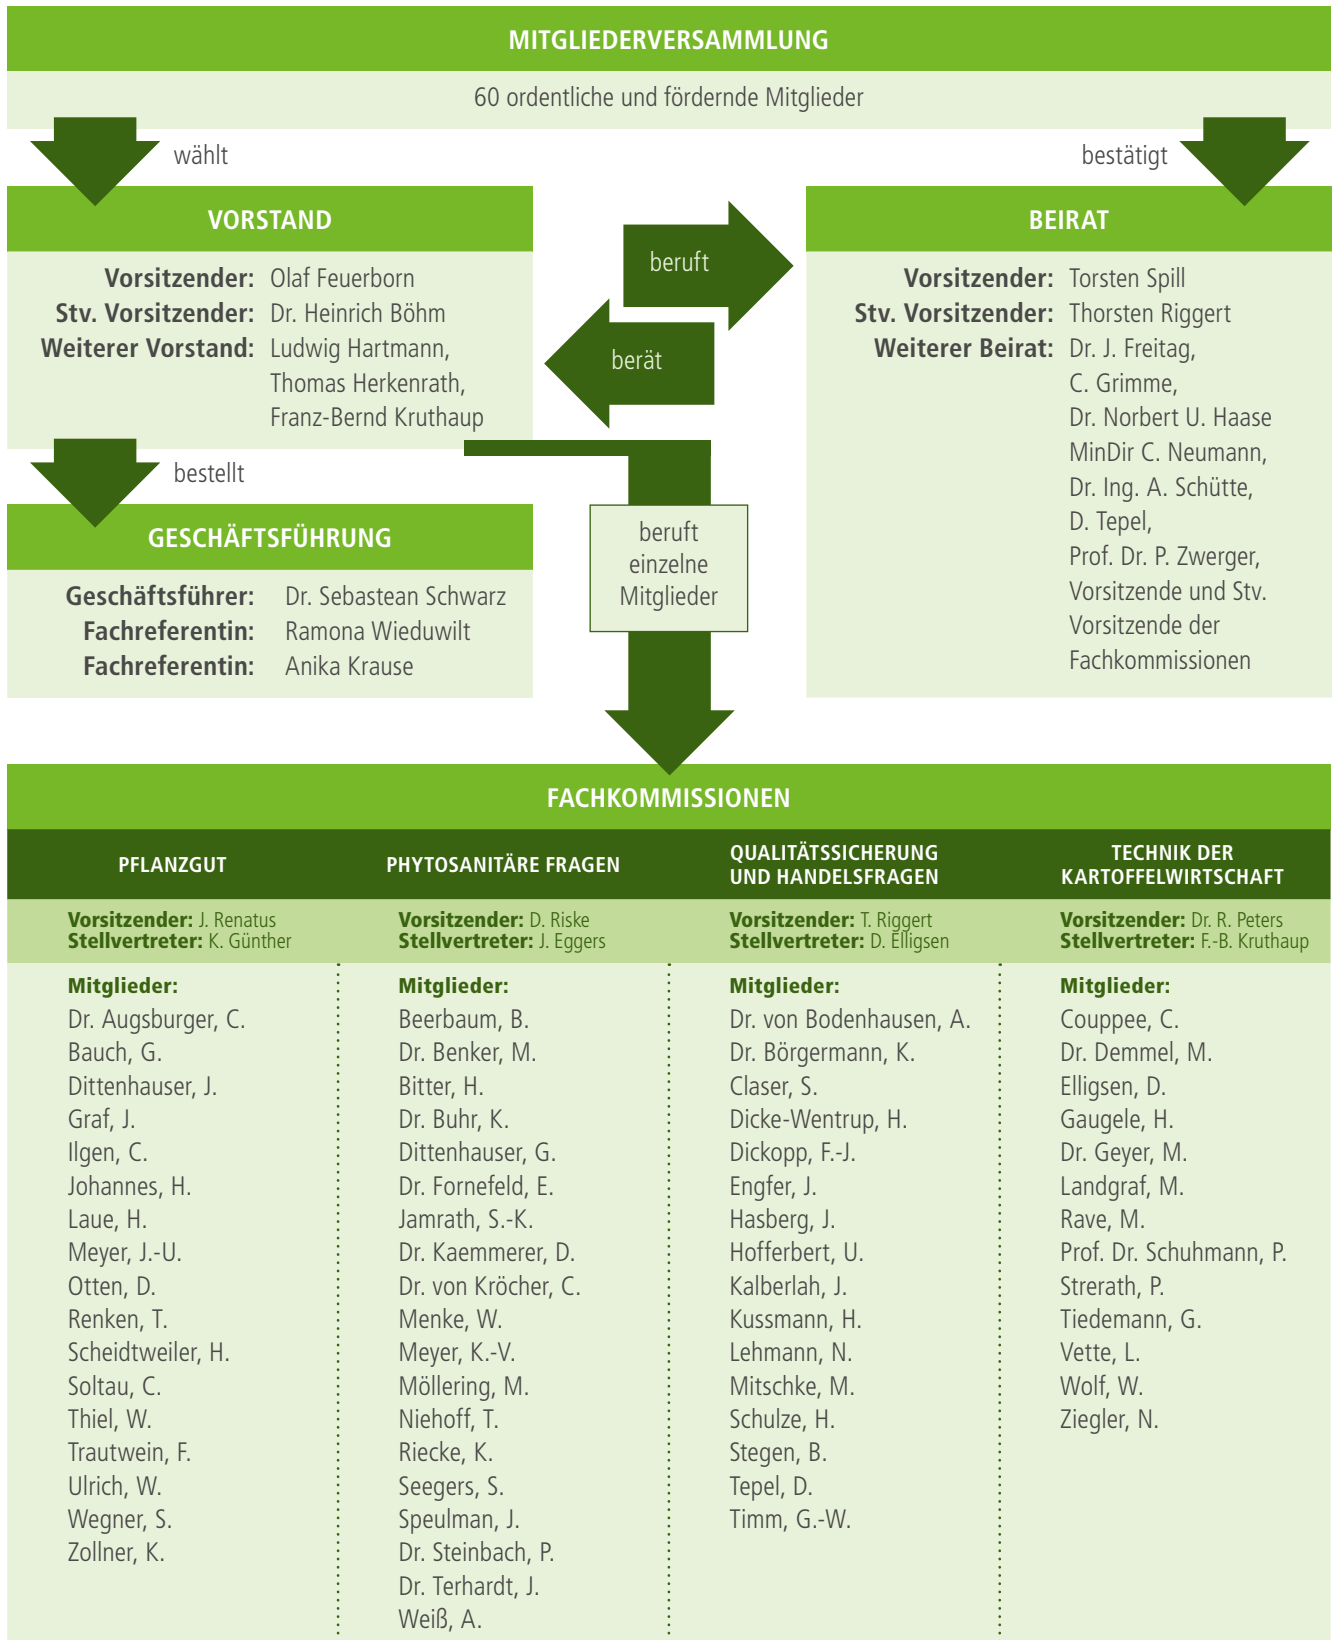 MITGLIEDERVERSAMMLUNG
60 ordentliche und fördernde Mitglieder
wählt
bestätigt
VORSTAND
Vorsitzender: Olaf Feuerborn
Stv. Vorsitzender: Dr. Heinrich Böhm
Weiterer Vorstand: Ludwig Hartmann,
Thomas Herkenrath,
Franz-Bernd Kruthaup
beruft
berät
BEIRAT
Vorsitzender: Torsten Spill
Stv. Vorsitzender: Thorsten Riggert
Weiterer Beirat: Dr. J. Freitag,
C. Grimme,
Dr. Norbert U. Haase
MinDir C. Neumann,
Dr. Ing. A. Schütte,
D. Tepel,
Prof. Dr. P. Zwerger,
Vorsitzende und Stv.
Vorsitzende der
Fachkommissionen
bestellt
GESCHÄFTSFÜHRUNG
Geschäftsführer: Dr. Sebastean Schwarz
Fachreferentin: Ramona Wieduwilt
Fachreferentin: Anika Krause
beruft
einzelne
Mitglieder
FACHKOMMISSIONEN
PFLANZGUT
Vorsitzender: J. Renatus
Stellvertreter: K. Günther
Mitglieder:
Dr. Augsburger, C.
Bauch, G.
Dittenhauser, J.
Graf, J.
Ilgen, C.
Johannes, H.
Laue, H.
Meyer, J.-U.
Otten, D.
Renken, T.
Scheidtweiler, H.
Soltau, C.
Thiel, W.
Trautwein, F.
Ulrich, W.
Wegner, S.
Zollner, K.
PHYTOSANITÄRE FRAGEN
Vorsitzender: D. Riske
Stellvertreter: J. Eggers
Mitglieder:
Beerbaum, B.
Dr. Benker, M.
Bitter, H.
Dr. Buhr, K.
Dittenhauser, G.
Dr. Fornefeld, E.
Jamrath, S.-K.
Dr. Kaemmerer, D.
Dr. von Kröcher, C.
Menke, W.
Meyer, K.-V.
Möllering, M.
Niehoff, T.
Riecke, K.
Seegers, S.
Speulman, J.
Dr. Steinbach, P.
Dr. Terhardt, J.
Weiß, A.
QUALITÄTSSICHERUNG
UND HANDELSFRAGEN
Vorsitzender: T. Riggert
Stellvertreter: D. Elligsen
Mitglieder:
Dr. von Bodenhausen, A.
Dr. Börgermann, K.
Claser, S.
Dicke-Wentrup, H.
Dickopp, F.-J.
Engfer, J.
Hasberg, J.
Hofferbert, U.
Kalberlah, J.
Kussmann, H.
Lehmann, N.
Mitschke, M.
Schulze, H.
Stegen, B.
Tepel, D.
Timm, G.-W.
TECHNIK DER
KARTOFFELWIRTSCHAFT
Vorsitzender: Dr. R. Peters
Stellvertreter: F.-B. Kruthaup
Mitglieder:
Couppee, C.
Dr. Demmel, M.
Elligsen, D.
Gaugele, H.
Dr. Geyer, M.
Landgraf, M.
Rave, M.
Prof. Dr. Schuhmann, P.
Strerath, P.
Tiedemann, G.
Vette, L.
Wolf, W.
Ziegler, N.